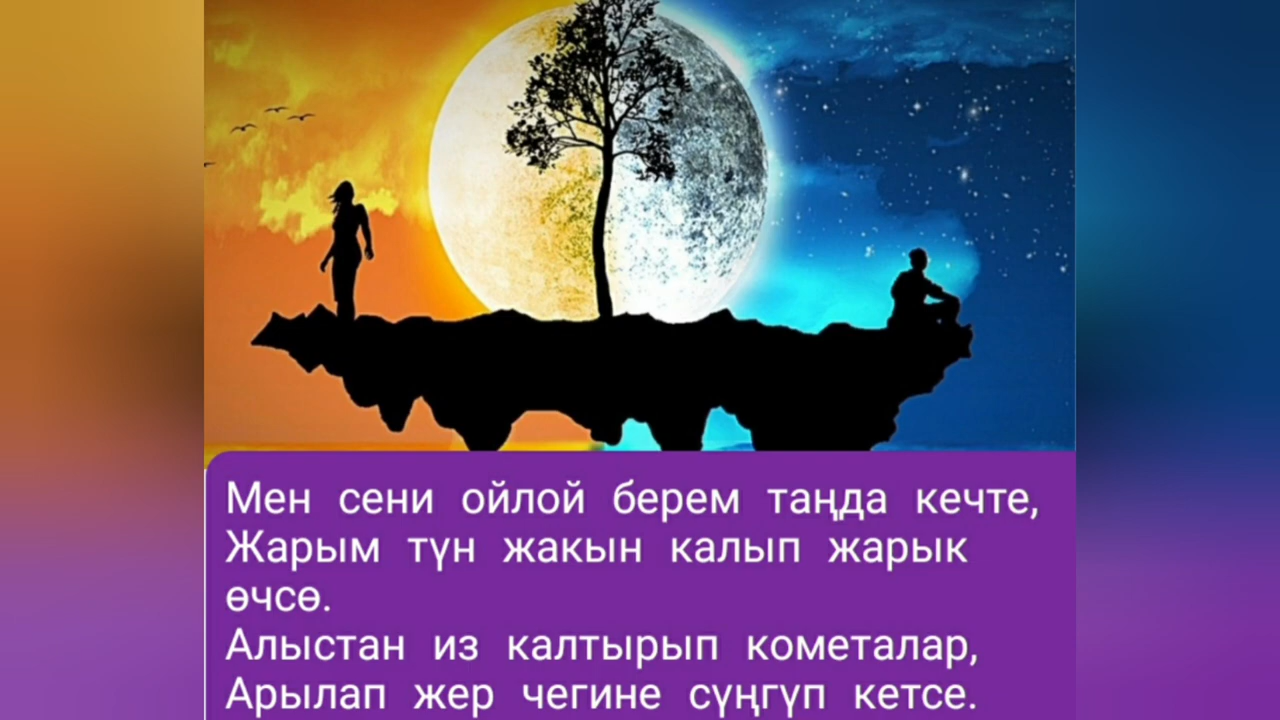 Мен сени ойлой берем таңда кечте,
Жарым түн жакын калып жарык
өчсө.
Алыстан из калтырып кометалар,
Арылап жер чегине сүңгүп кетсе.